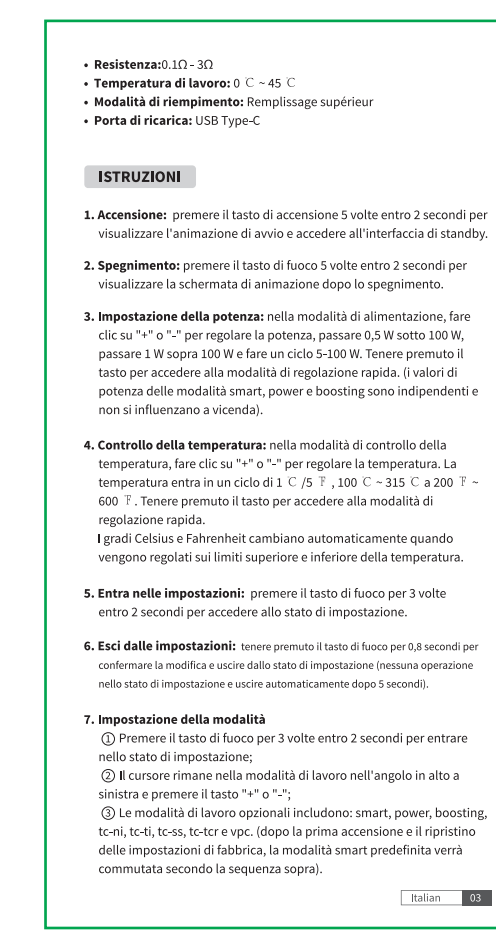 • Resistenza:0.1Ω - 3Ω
• Temperatura di lavoro: 0 ℃ ~ 45 ℃
• Modalità di riempimento: Remplissage supérieur
• Porta di ricarica: USB Type-C
ISTRUZIONI
1. Accensione: premere il tasto di accensione 5 volte entro 2 secondi per
visualizzare l'animazione di avvio e accedere all'interfaccia di standby.
2. Spegnimento: premere il tasto di fuoco 5 volte entro 2 secondi per
visualizzare la schermata di animazione dopo lo spegnimento.
3. Impostazione della potenza: nella modalità di alimentazione, fare
clic su "+" o "-" per regolare la potenza, passare 0,5 W sotto 100 W,
passare 1 W sopra 100 W e fare un ciclo 5-100 W. Tenere premuto il
tasto per accedere alla modalità di regolazione rapida. (i valori di
potenza delle modalità smart, power e boosting sono indipendenti e
non si influenzano a vicenda).
4. Controllo della temperatura: nella modalità di controllo della
temperatura, fare clic su "+" o "-" per regolare la temperatura. La
temperatura entra in un ciclo di 1 ℃ /5 ℉ , 100 ℃ ~ 315 ℃ a 200 ℉ ~
600 ℉ . Tenere premuto il tasto per accedere alla modalità di
regolazione rapida.
I gradi Celsius e Fahrenheit cambiano automaticamente quando
vengono regolati sui limiti superiore e inferiore della temperatura.
5. Entra nelle impostazioni: premere il tasto di fuoco per 3 volte
entro 2 secondi per accedere allo stato di impostazione.
6. Esci dalle impostazioni: tenere premuto il tasto di fuoco per 0,8 secondi per
confermare la modifica e uscire dallo stato di impostazione (nessuna operazione
nello stato di impostazione e uscire automaticamente dopo 5 secondi).
7. Impostazione della modalità
① Premere il tasto di fuoco per 3 volte entro 2 secondi per entrare
nello stato di impostazione;
② Il cursore rimane nella modalità di lavoro nell'angolo in alto a
sinistra e premere il tasto "+" o "-";
③ Le modalità di lavoro opzionali includono: smart, power, boosting,
tc-ni, tc-ti, tc-ss, tc-tcr e vpc. (dopo la prima accensione e il ripristino
delle impostazioni di fabbrica, la modalità smart predefinita verrà
commutata secondo la sequenza sopra).
Italian 03